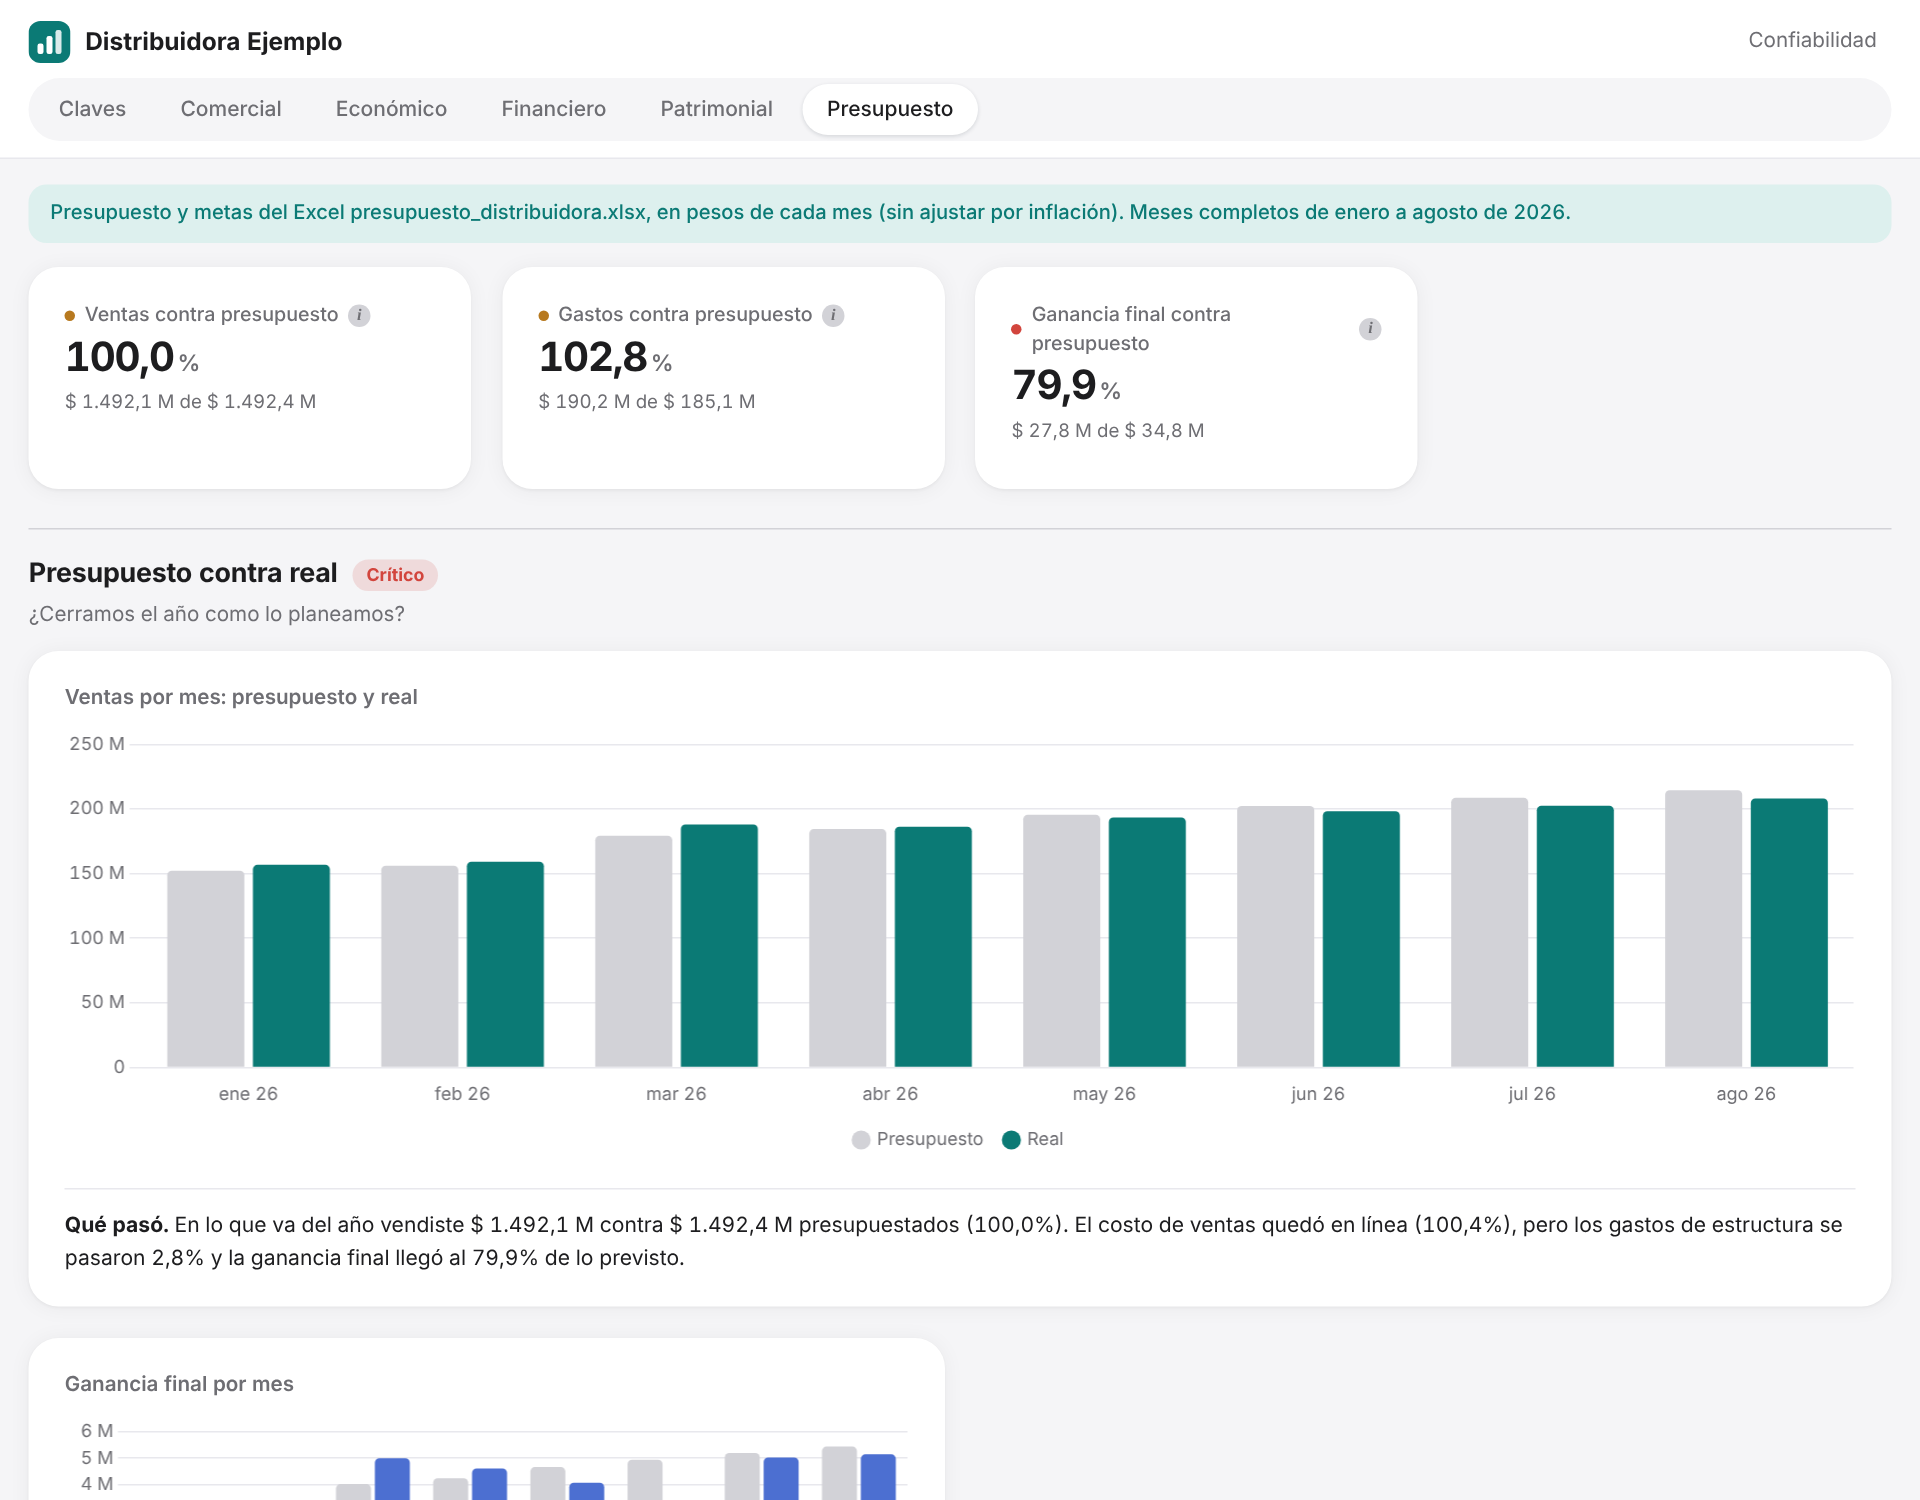 Distribuidora Ejemplo
Confiabilidad
Claves
Comercial
Económico
Financiero
Patrimonial
Presupuesto
Presupuesto y metas del Excel presupuesto_distribuidora.xlsx, en pesos de cada mes (sin ajustar por inflación). Meses completos de enero a agosto de 2026.
Ventas contra presupuesto i
100,0 %
$ 1.492,1 M de $ 1.492,4 M
Gastos contra presupuesto i
102,8 %
$ 190,2 M de $ 185,1 M
Ganancia final contra
presupuesto
i
79,9 %
$ 27,8 M de $ 34,8 M
Presupuesto contra real
Crítico
¿Cerramos el año como lo planeamos?
Ventas por mes: presupuesto y real
250 M
200 M
150 M
100 M
50 M
0
ene 26
feb 26
mar 26
abr 26
may 26
jun 26
jul 26
ago 26
Presupuesto
Real
Qué pasó. En lo que va del año vendiste $ 1.492,1 M contra $ 1.492,4 M presupuestados (100,0%). El costo de ventas quedó en línea (100,4%), pero los gastos de estructura se
pasaron 2,8% y la ganancia final llegó al 79,9% de lo previsto.
Ganancia final por mes
6 M
5 M
4 M